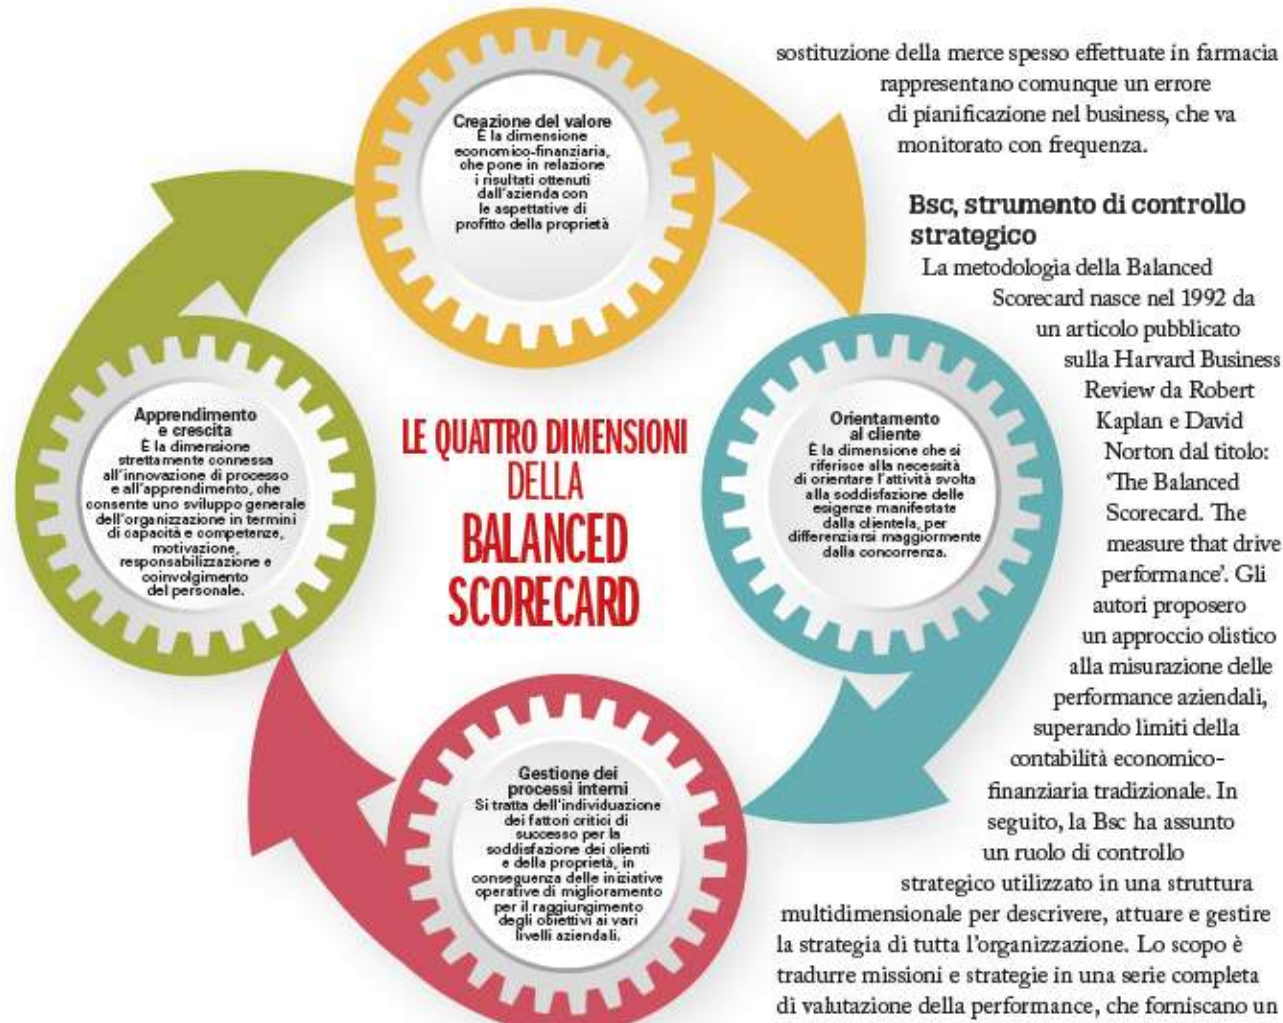 Creazione del valore
È la dimensione
economico-finanziaria,
che pone in relazione
i risultati ottenuti
dall'azienda con
le aspettative di
profitto della proprietà
Orientamento
al cliente
È la dimensione che si
riferisce alla necessità
di orientare l'attività svolta
alla soddisfazione delle
esigenze manifestate
dalla clientela, per
differenziarsi maggiormente
dalla concorrenza.
Gestione dei
processi interni
Si tratta dell'individuazione
dei fattori critici di
successo per la
soddisfazione dei clienti
e della proprietà, in
conseguenza delle iniziative
operative di miglioramento
per il raggiungimento
degli obiettivi ai vari
livelli aziendali.
Apprendimento
e crescita
È la dimensione
strettamente connessa
all'innovazione di processo
e all'apprendimento, che
consente uno sviluppo generale
dell'organizzazione in termini
di capacità e competenze,
motivazione,
responsabilizzazione e
coinvolgimento
del personale.
LE QUATTRO DIMENSIONI
DELLA
BALANCED
SCORECARD
sostituzione della merce spesso effettuate in farmacia
rappresentano comunque un errore
di pianificazione nel business, che va
monitorato con frequenza.
Bsc, strumento di controllo
strategico
La metodologia della Balanced
Scorecard nasce nel 1992 da
un articolo pubblicato
sulla Harvard Business
Review da Robert
Kaplan e David
Norton dal titolo:
‘The Balanced
Scorecard. The
measure that drive
performance’. Gli
autori proposero
un approccio olistico
alla misurazione delle
performance aziendali,
superando limiti della
contabilità economico-
finanziaria tradizionale. In
seguito, la Bsc ha assunto
un ruolo di controllo
strategico utilizzato in una struttura
multidimensionale per descrivere, attuare e gestire
la strategia di tutta l’organizzazione. Lo scopo è
tradurre missioni e strategie in una serie completa
di valutazione della performance, che forniscano un